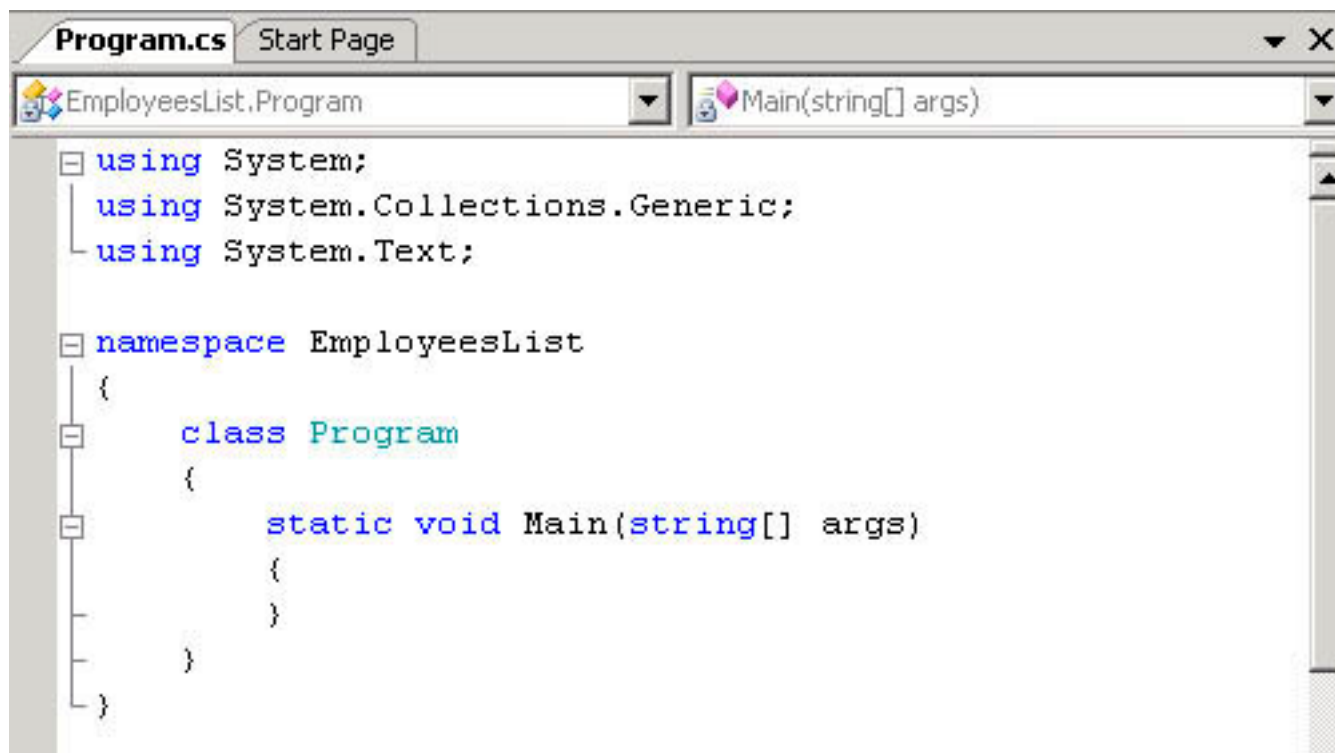 Program.cs Start Page
EmployeesList.Program Main(string[] args)
using System;
using System.Collections.Generic;
using System.Text;
namespace EmployeesList
{
class Program
{
static void Main(string[] args)
{
}
}
}